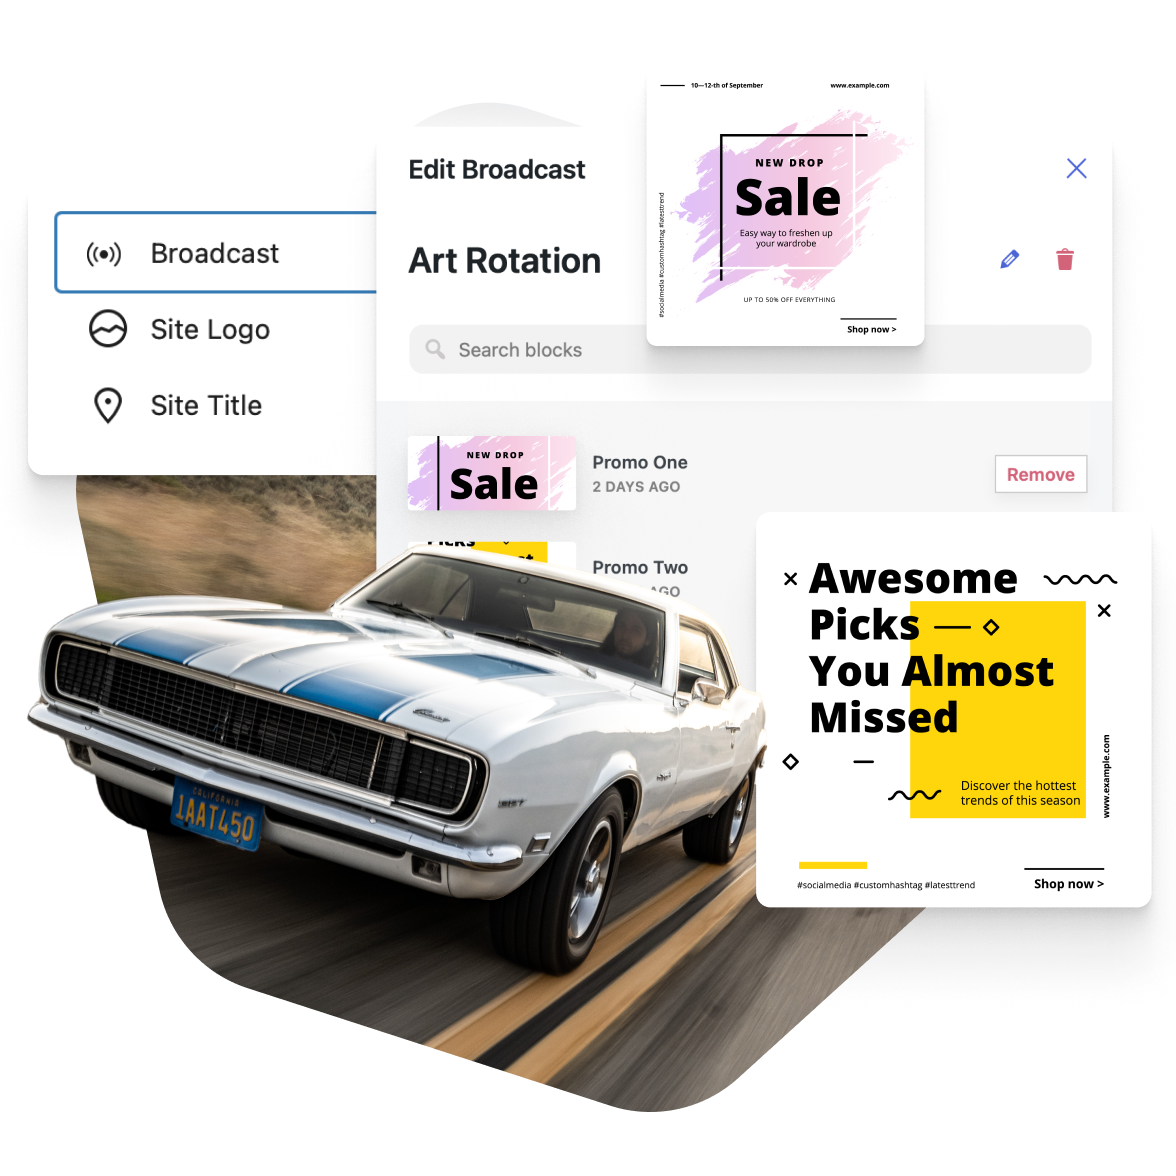 10—12-th of September
www.example.com
NEW DROP
Sale
Easy way to freshen up
your wardrobe
#socialmedia #customhashtag #latesttrend
UP TO 50% OFF EVERYTHING
Shop now >
Edit Broadcast
Art Rotation
Search blocks
Broadcast
Site Logo
Site Title
NEW DROP
Sale
Promo One
2 DAYS AGO
Remove
Picks
Promo Two
AGO
Awesome
Picks
You Almost
Missed
Discover the hottest
trends of this season
www.example.com
#socialmedia #customhashtag #latesttrend
Shop now >
CALIFORNIA
1AAT450